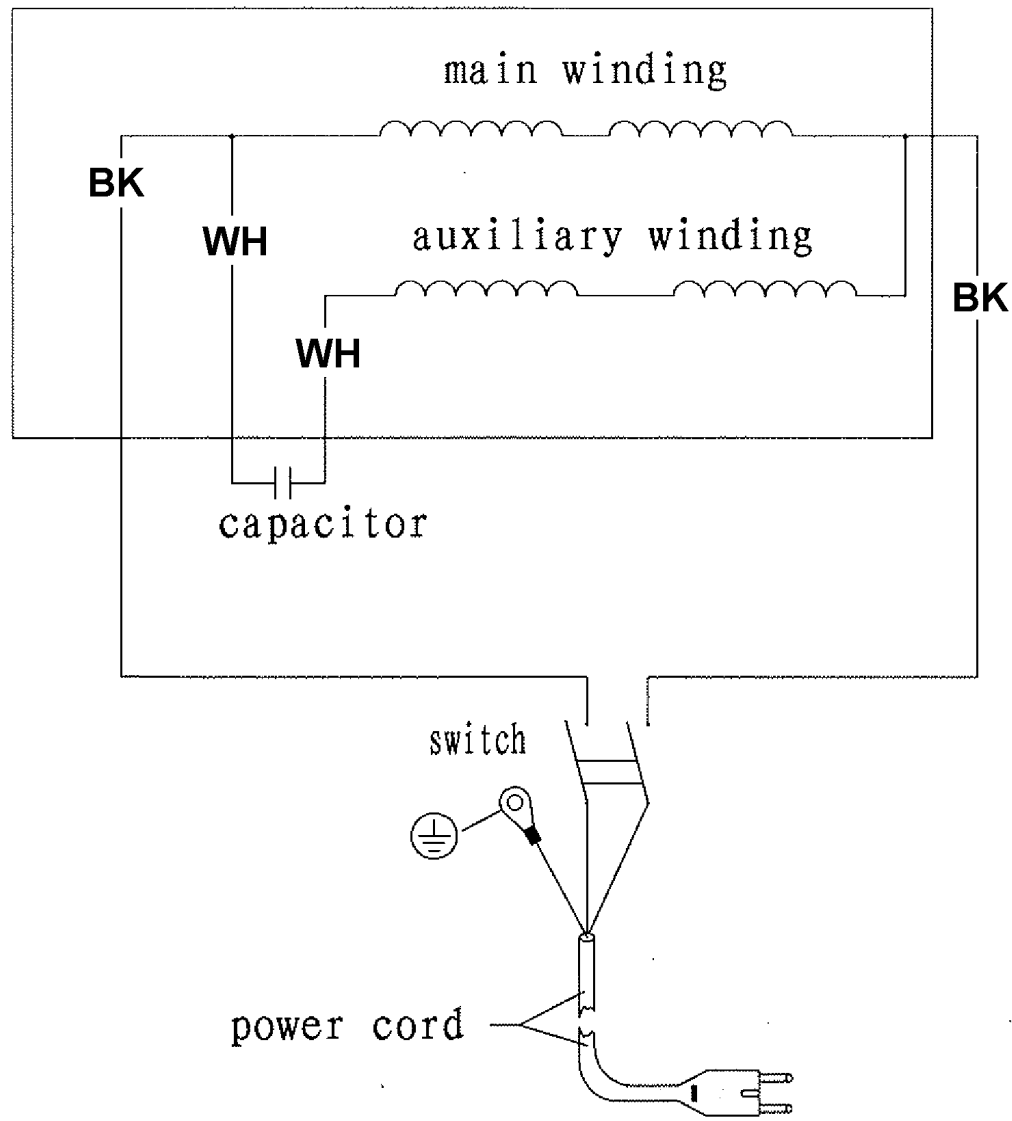 main winding
BK
WH
auxiliary winding
BK
WH
capacitor
switch
power cord